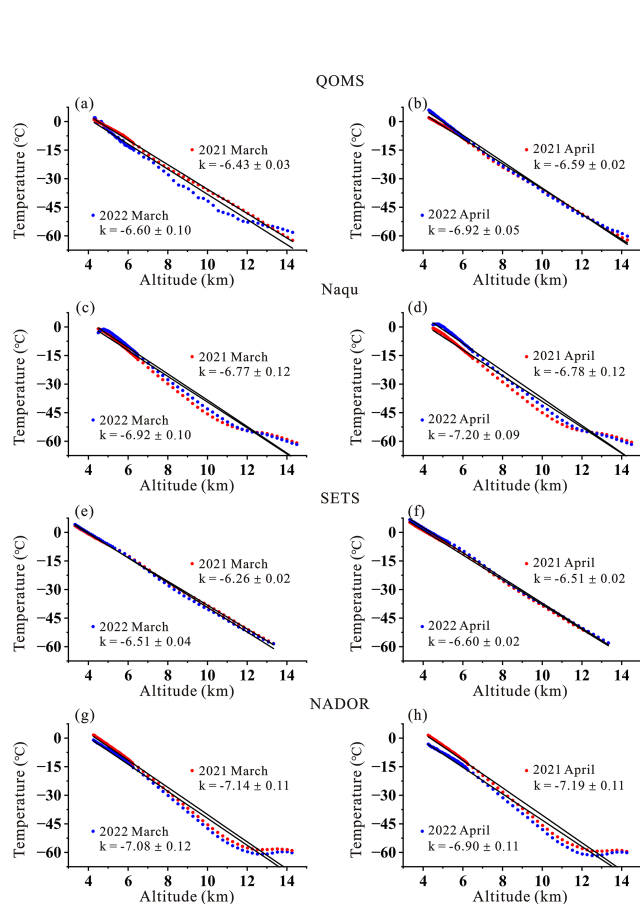 QOMS
(a)
(b)
Temperature (℃)
0
−15
−30
−45
−60
2021 March
k = -6.43 ± 0.03
2022 March
k = -6.60 ± 0.10
4 6 8 10 12 14
Altitude (km)
Temperature (℃)
0
−15
−30
−45
−60
2021 April
k = -6.59 ± 0.02
2022 April
k = -6.92 ± 0.05
4 6 8 10 12 14
Altitude (km)
Naqu
(c)
(d)
Temperature (℃)
0
−15
−30
−45
−60
2021 March
k = -6.77 ± 0.12
2022 March
k = -6.92 ± 0.10
4 6 8 10 12 14
Altitude (km)
Temperature (℃)
0
−15
−30
−45
−60
2021 April
k = -6.78 ± 0.12
2022 April
k = -7.20 ± 0.09
4 6 8 10 12 14
Altitude (km)
SETS
(e)
(f)
Temperature (℃)
0
−15
−30
−45
−60
2021 March
k = -6.26 ± 0.02
2022 March
k = -6.51 ± 0.04
4 6 8 10 12 14
Altitude (km)
Temperature (℃)
0
−15
−30
−45
−60
2021 April
k = -6.51 ± 0.02
2022 April
k = -6.60 ± 0.02
4 6 8 10 12 14
Altitude (km)
NADOR
(g)
(h)
Temperature (℃)
0
−15
−30
−45
−60
2021 March
k = -7.14 ± 0.11
2022 March
k = -7.08 ± 0.12
4 6 8 10 12 14
Altitude (km)
Temperature (℃)
0
−15
−30
−45
−60
2021 April
k = -7.19 ± 0.11
2022 April
k = -6.90 ± 0.11
4 6 8 10 12 14
Altitude (km)